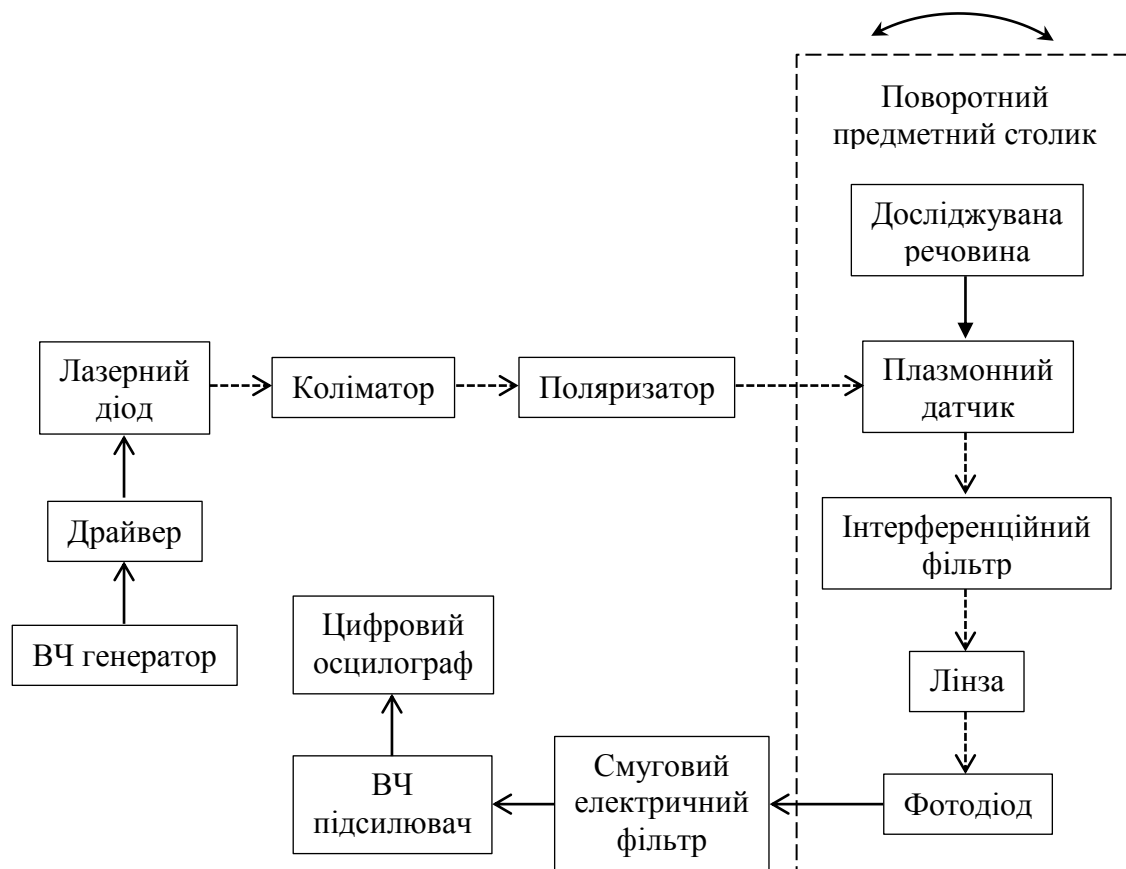 Поворотний
предметний столик
Досліджувана
речовина
Лазерний
діод
Коліматор
Поляризатор
Плазмонний
датчик
Драйвер
Інтерференційний
фільтр
ВЧ генератор
Цифровий
осцилограф
Лінза
ВЧ
підсилювач
Смуговий
електричний
фільтр
Фотодіод